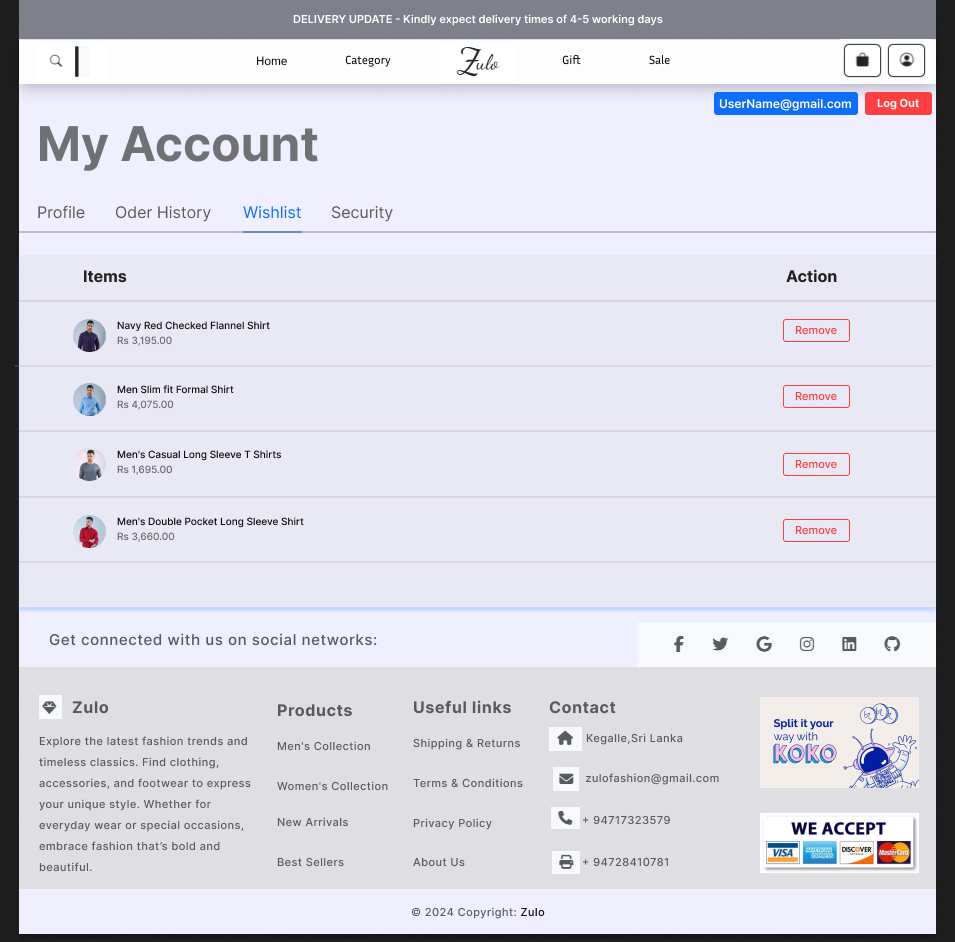 DELIVERY UPDATE - Kindly expect delivery times of 4-5 working days
Home
Category
Zulo
Gift
Sale
UserName@gmail.com
Log Out
My Account
Profile
Oder History
Wishlist
Security
Items
Action
Navy Red Checked Flannel Shirt
Rs 3,195.00
Remove
Men Slim fit Formal Shirt
Rs 4,075.00
Remove
Men's Casual Long Sleeve T Shirts
Rs 1,695.00
Remove
Men's Double Pocket Long Sleeve Shirt
Rs 3,660.00
Remove
Get connected with us on social networks:
Zulo
Explore the latest fashion trends and
timeless classics. Find clothing,
accessories, and footwear to express
your unique style. Whether for
everyday wear or special occasions,
embrace fashion that's bold and
beautiful.
Products
Men's Collection
Women's Collection
New Arrivals
Best Sellers
Useful links
Shipping & Returns
Terms & Conditions
Privacy Policy
About Us
Contact
Kegalle,Sri Lanka
zulofashion@gmail.com
+ 94717323579
+ 94728410781
Split it your
way with
KOKO
WE ACCEPT
VISA
AMERICAN EXPRESS
DISCOVER
MasterCard
© 2024 Copyright: Zulo